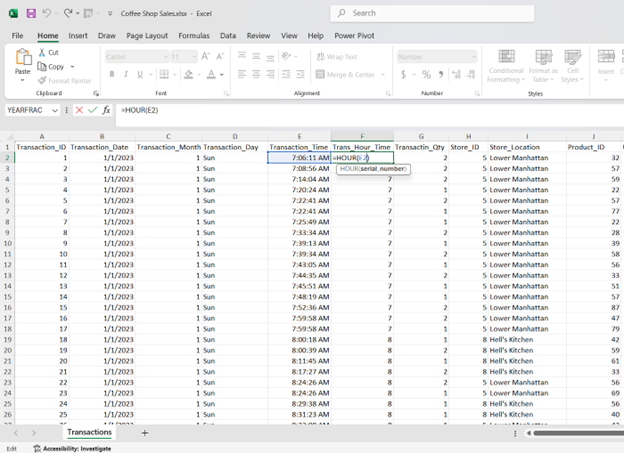 Coffee Shop Sales.xlsx - Excel
Search
File Home Insert Draw Page Layout Formulas Data Review View Help Power Pivot
Cut
Copy
Format Painter
Paste
Calibri 11
Wrap Text
Merge & Center
Number
Conditional Formatting
Format as Table
Cell Styles
Insert
Clipboard Font Alignment Number Styles
YEARFRAC =HOUR(E2)
A B C D E F G H I J
1 Transaction_ID Transaction_Date Transaction_Month Transaction_Day Transaction_Time Trans_Hour_Time Transactn_Qty Store_ID Store_Location Product_ID
2 1 1/1/2023 1 Sun 7:06:11 AM =HOUR(E2) 2 5 Lower Manhattan 32
HOUR(serial_number)
3 2 1/1/2023 1 Sun 7:08:56 AM 2 5 Lower Manhattan 57
4 3 1/1/2023 1 Sun 7:14:04 AM 7 2 5 Lower Manhattan 59
5 4 1/1/2023 1 Sun 7:20:24 AM 7 1 5 Lower Manhattan 22
6 5 1/1/2023 1 Sun 7:22:41 AM 7 2 5 Lower Manhattan 57
7 6 1/1/2023 1 Sun 7:22:41 AM 7 1 5 Lower Manhattan 77
8 7 1/1/2023 1 Sun 7:25:49 AM 7 1 5 Lower Manhattan 22
9 8 1/1/2023 1 Sun 7:33:34 AM 7 2 5 Lower Manhattan 28
10 9 1/1/2023 1 Sun 7:39:13 AM 7 1 5 Lower Manhattan 39
11 10 1/1/2023 1 Sun 7:39:34 AM 7 2 5 Lower Manhattan 58
12 11 1/1/2023 1 Sun 7:43:05 AM 7 1 5 Lower Manhattan 56
13 12 1/1/2023 1 Sun 7:44:35 AM 7 2 5 Lower Manhattan 33
14 13 1/1/2023 1 Sun 7:45:51 AM 7 1 5 Lower Manhattan 51
15 14 1/1/2023 1 Sun 7:48:19 AM 7 1 5 Lower Manhattan 57
16 15 1/1/2023 1 Sun 7:52:36 AM 7 2 5 Lower Manhattan 87
17 16 1/1/2023 1 Sun 7:59:58 AM 7 2 5 Lower Manhattan 47
18 17 1/1/2023 1 Sun 7:59:58 AM 7 1 5 Lower Manhattan 79
19 18 1/1/2023 1 Sun 8:00:18 AM 8 1 8 Hell's Kitchen 42
20 19 1/1/2023 1 Sun 8:00:39 AM 8 2 8 Hell's Kitchen 59
21 20 1/1/2023 1 Sun 8:11:45 AM 8 1 8 Hell's Kitchen 61
22 21 1/1/2023 1 Sun 8:17:27 AM 8 2 8 Hell's Kitchen 33
23 22 1/1/2023 1 Sun 8:24:26 AM 8 2 5 Lower Manhattan 56
24 23 1/1/2023 1 Sun 8:24:26 AM 8 1 5 Lower Manhattan 69
25 24 1/1/2023 1 Sun 8:29:38 AM 8 1 8 Hell's Kitchen 56
26 25 1/1/2023 1 Sun 8:31:23 AM 8 1 8 Hell's Kitchen 40
Transactions
Edit Accessibility: Investigate